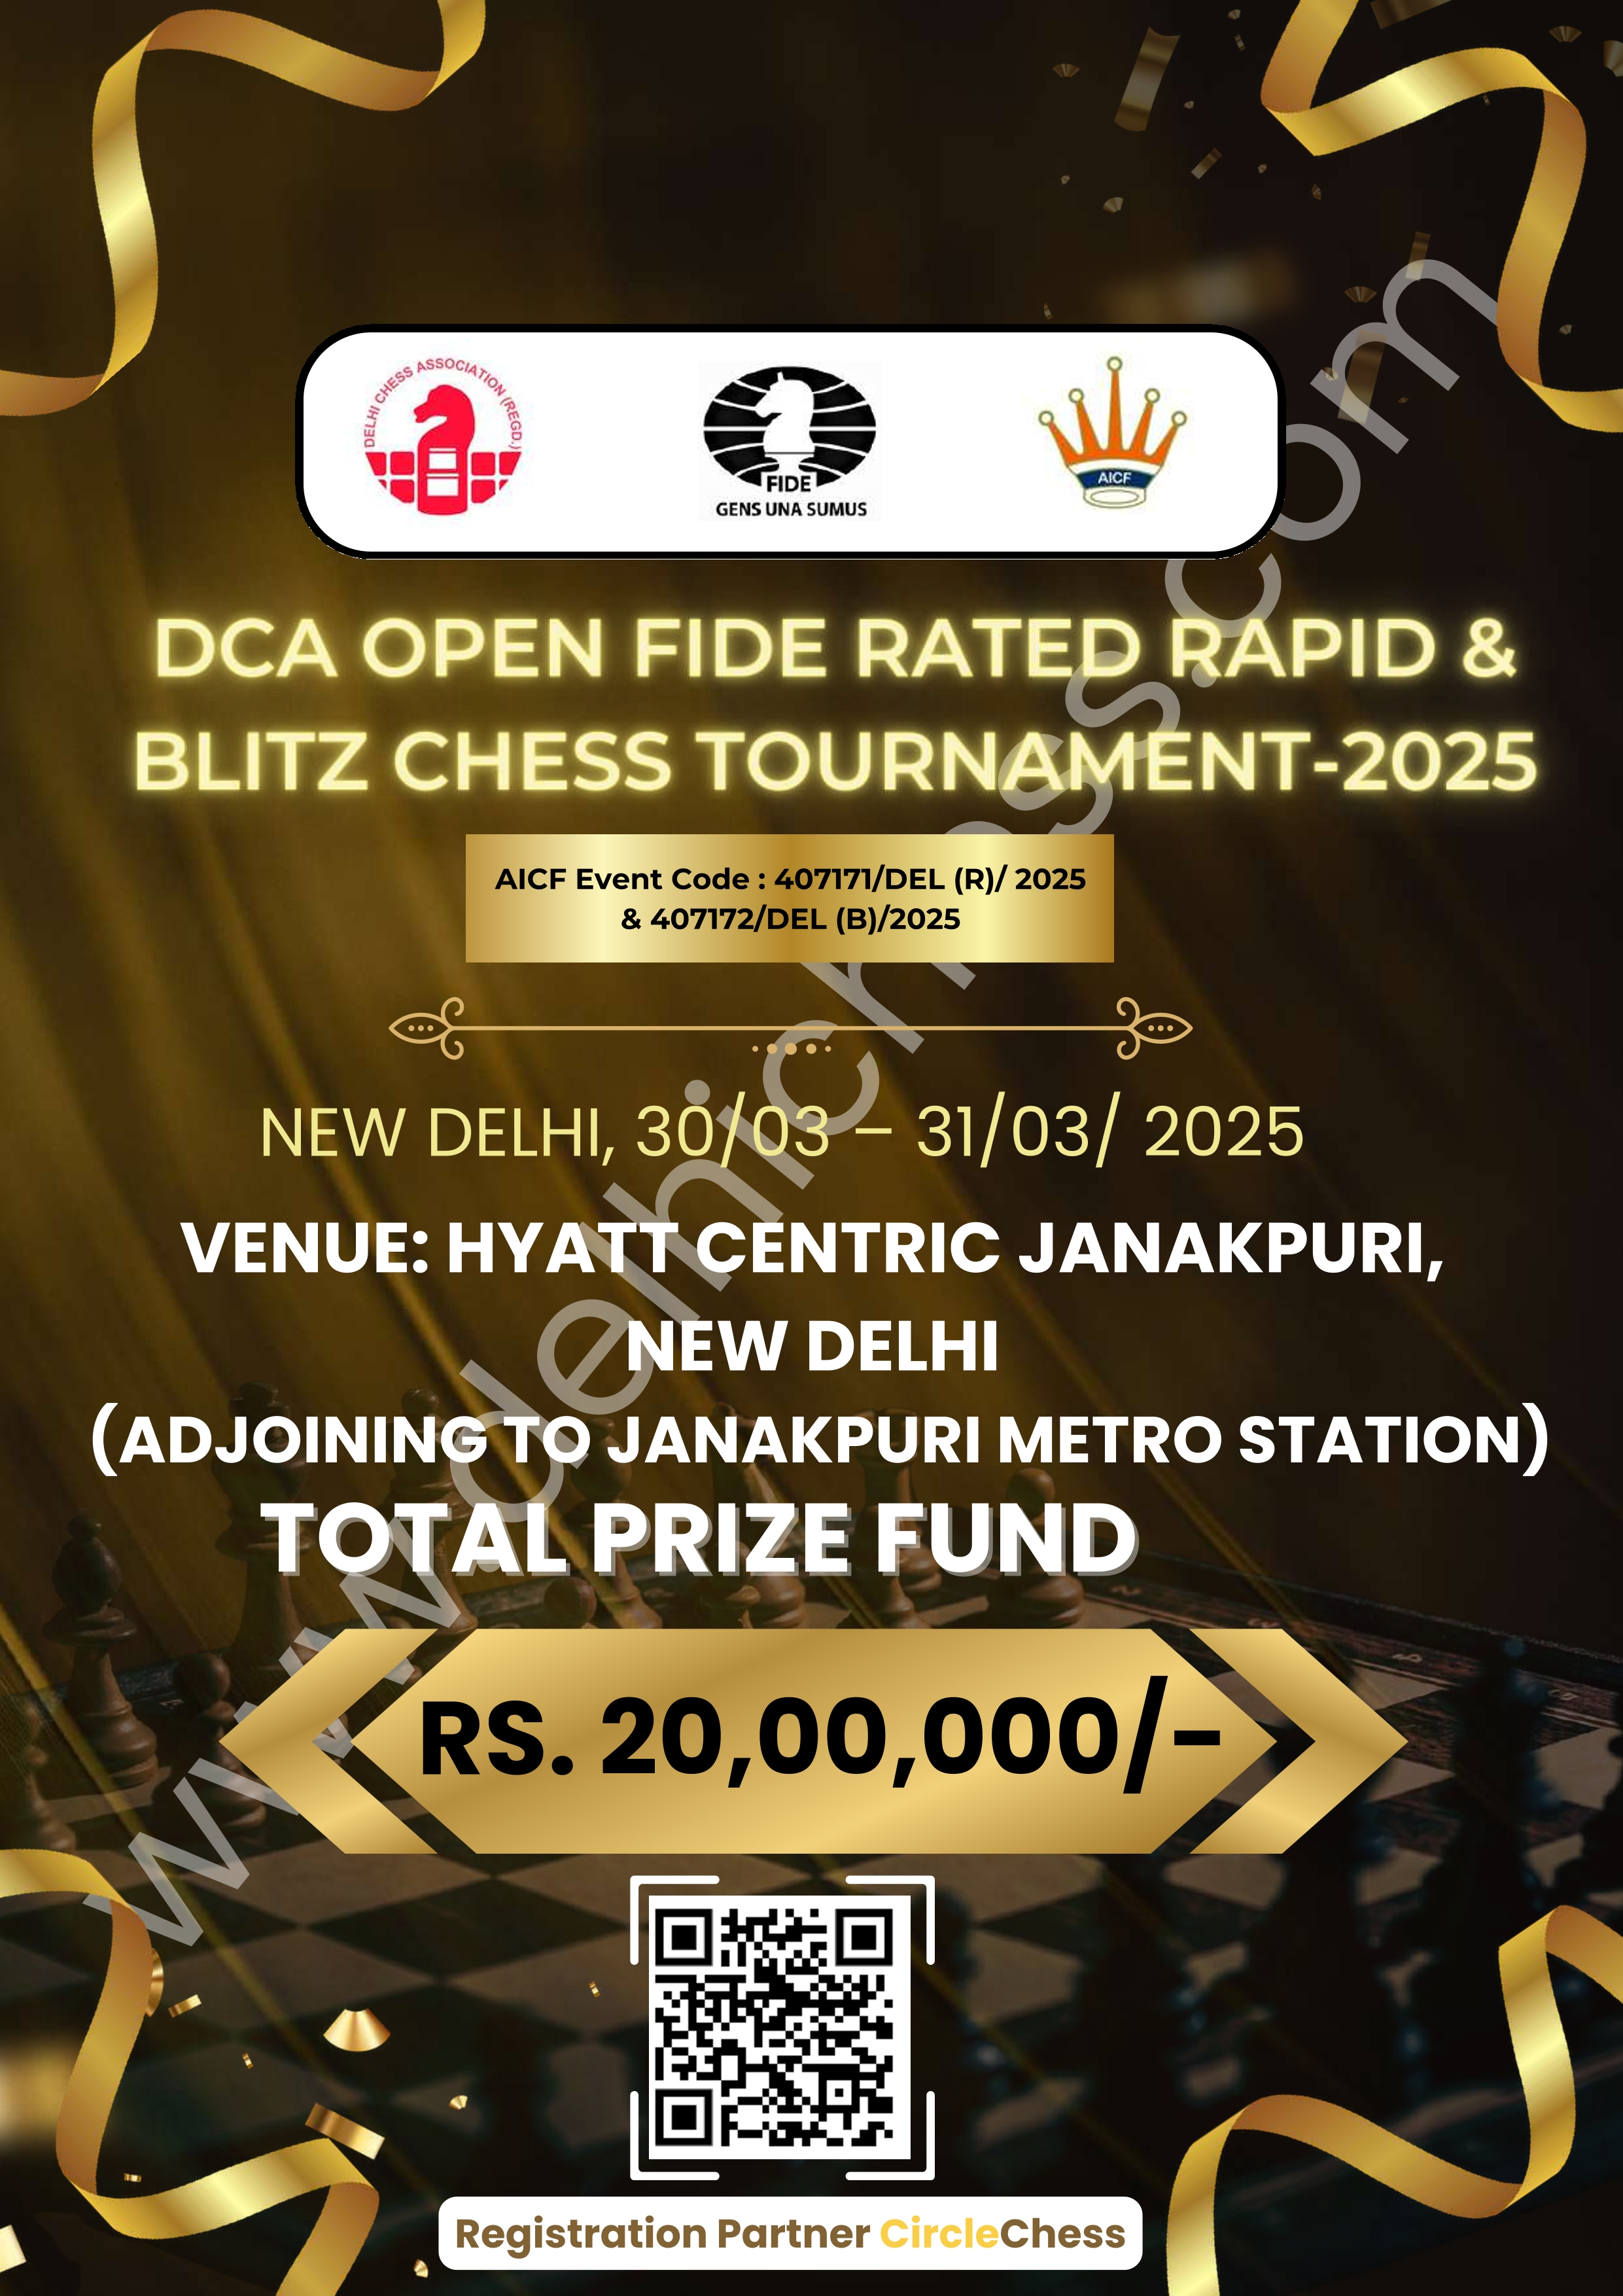 DELHI CHESS ASSOCIATION (REGD.)
FIDE
GENS UNA SUMUS
AICF
DCA OPEN FIDE RATED RAPID &
BLITZ CHESS TOURNAMENT-2025
AICF Event Code : 407171/DEL (R)/ 2025
& 407172/DEL (B)/2025
NEW DELHI, 30/03 – 31/03/ 2025
VENUE: HYATT CENTRIC JANAKPURI,
NEW DELHI
(ADJOINING TO JANAKPURI METRO STATION)
TOTAL PRIZE FUND
RS. 20,00,000/-
Registration Partner CircleChess
www.delhichess.com